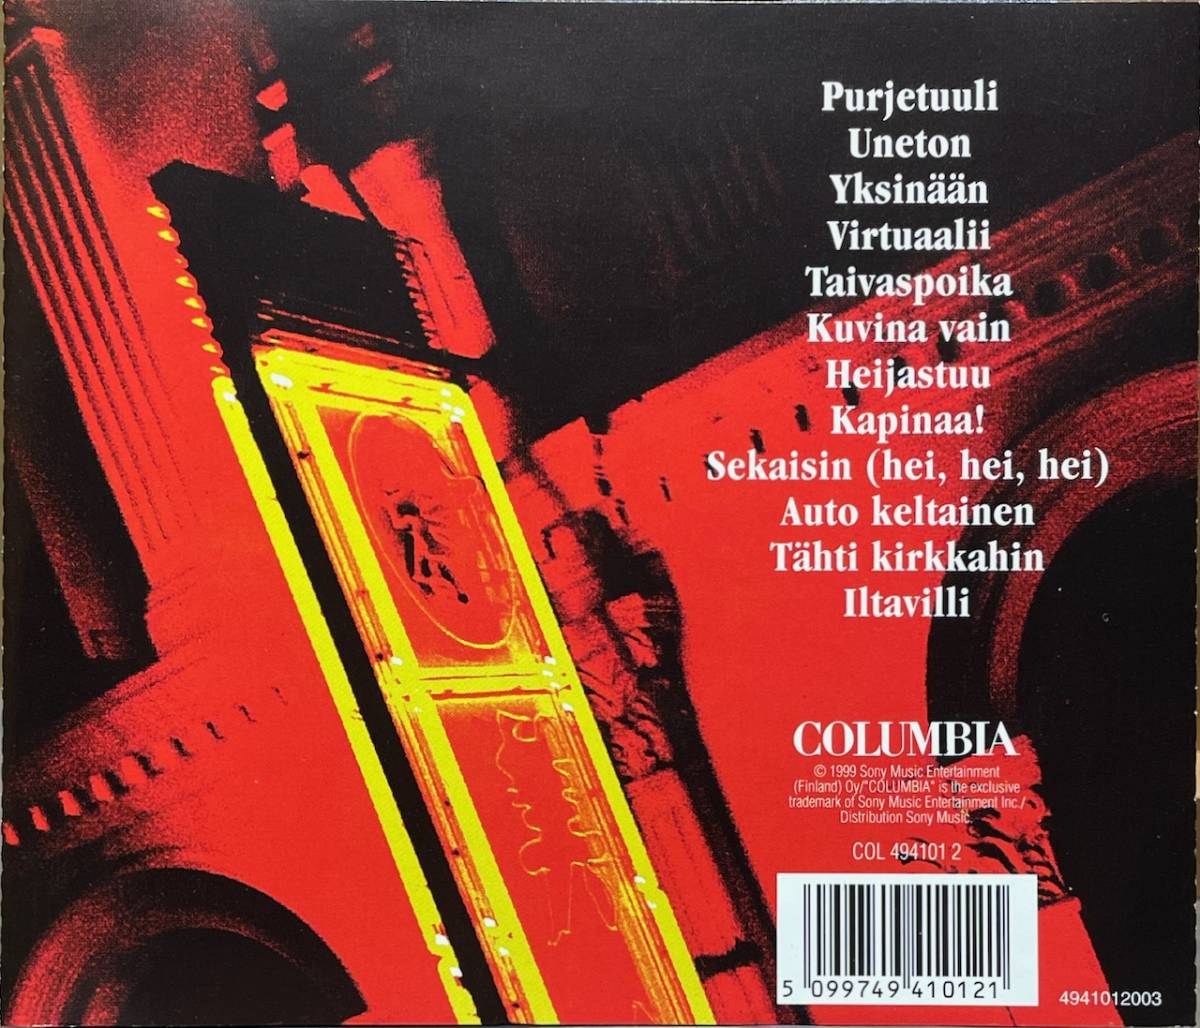 Purjetuuli
Uneton
Yksinään
Virtuaalii
Taivaspoika
Kuvina vain
Heijastuu
Kapinaa!
Sekaisin (hei, hei, hei)
Auto keltainen
Tähti kirkkahin
Iltavilli
COLUMBIA
© 1999 Sony Music Entertainment
(Finland) Oy/"COLUMBIA" is the exclusive
trademark of Sony Music Entertainment Inc./
Distribution Sony Music.
COL 494101 2
5 099749 410121
4941012003